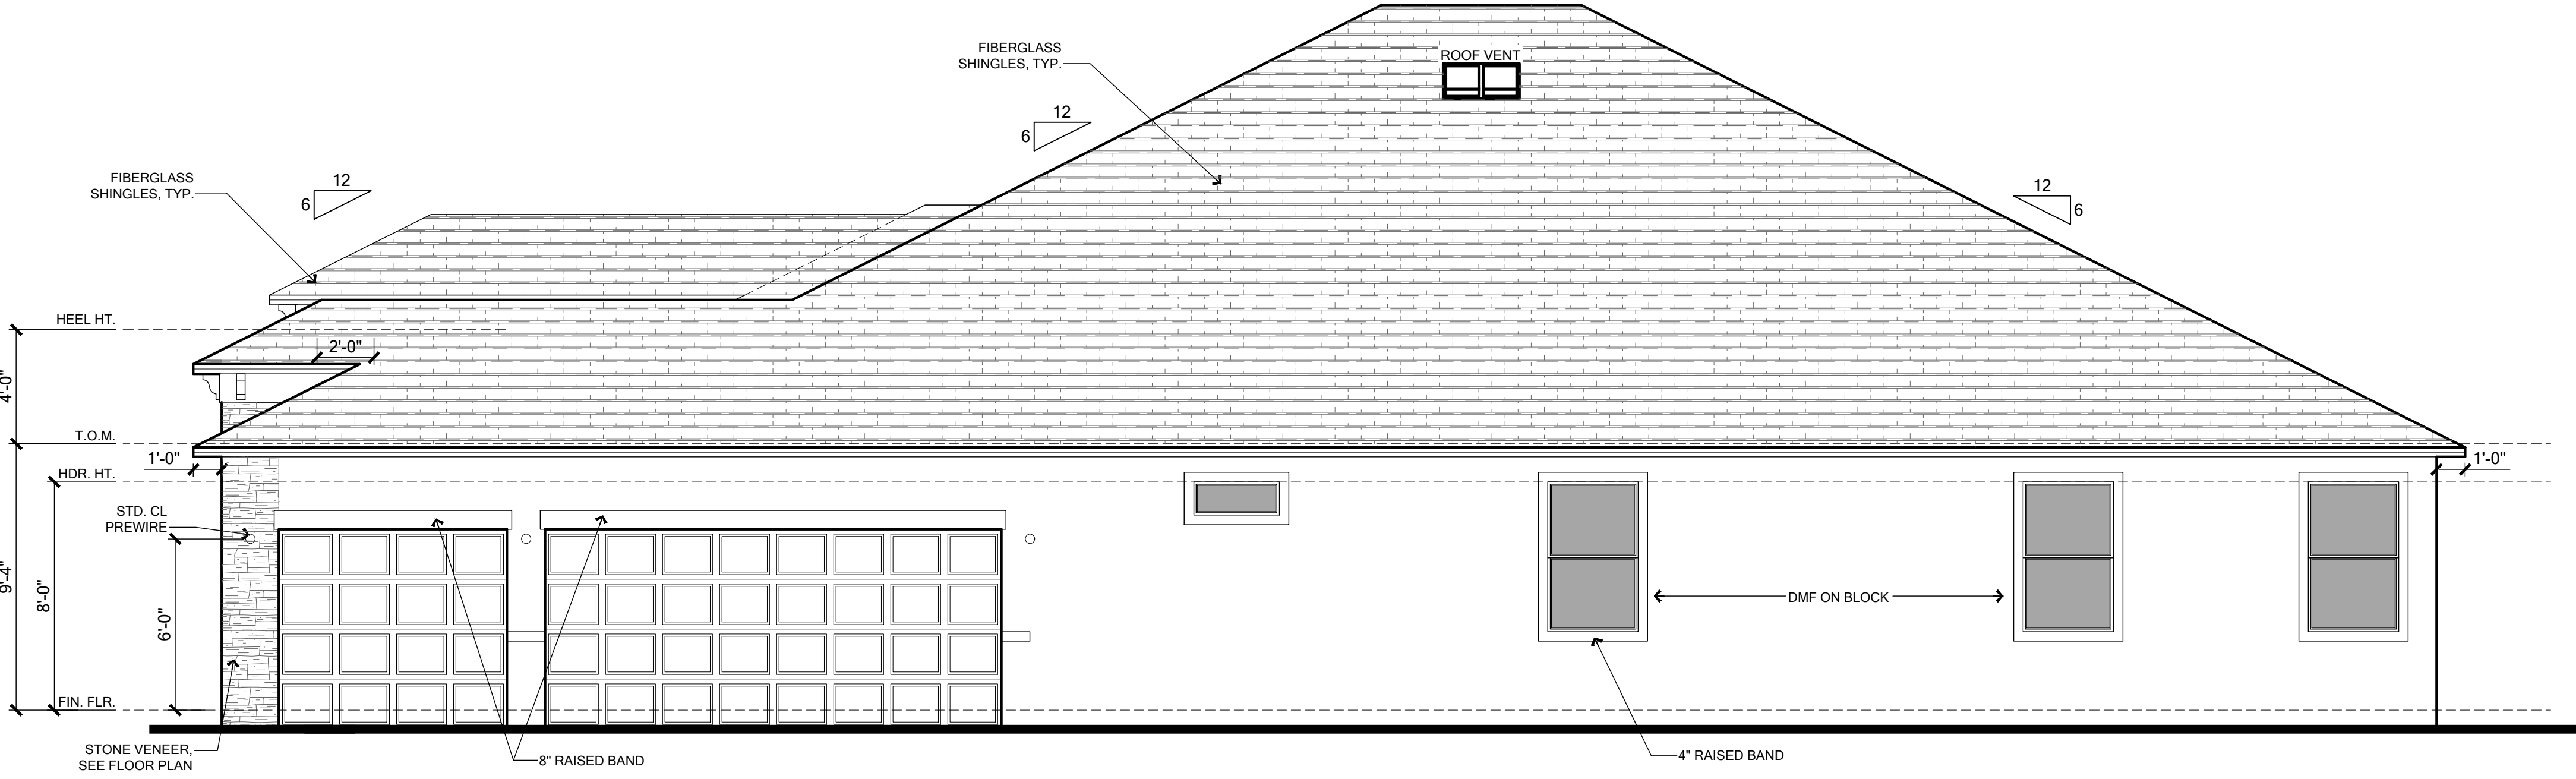 FIBERGLASS
SHINGLES, TYP.
ROOF VENT
12
6
FIBERGLASS
SHINGLES, TYP.
12
6
12
6
HEEL HT.
2'-0"
4'-0"
T.O.M.
1'-0"
1'-0"
HDR. HT.
STD. CL
PREWIRE
9'-4"
8'-0"
6'-0"
DMF ON BLOCK
FIN. FLR.
STONE VENEER,
SEE FLOOR PLAN
8" RAISED BAND
4" RAISED BAND